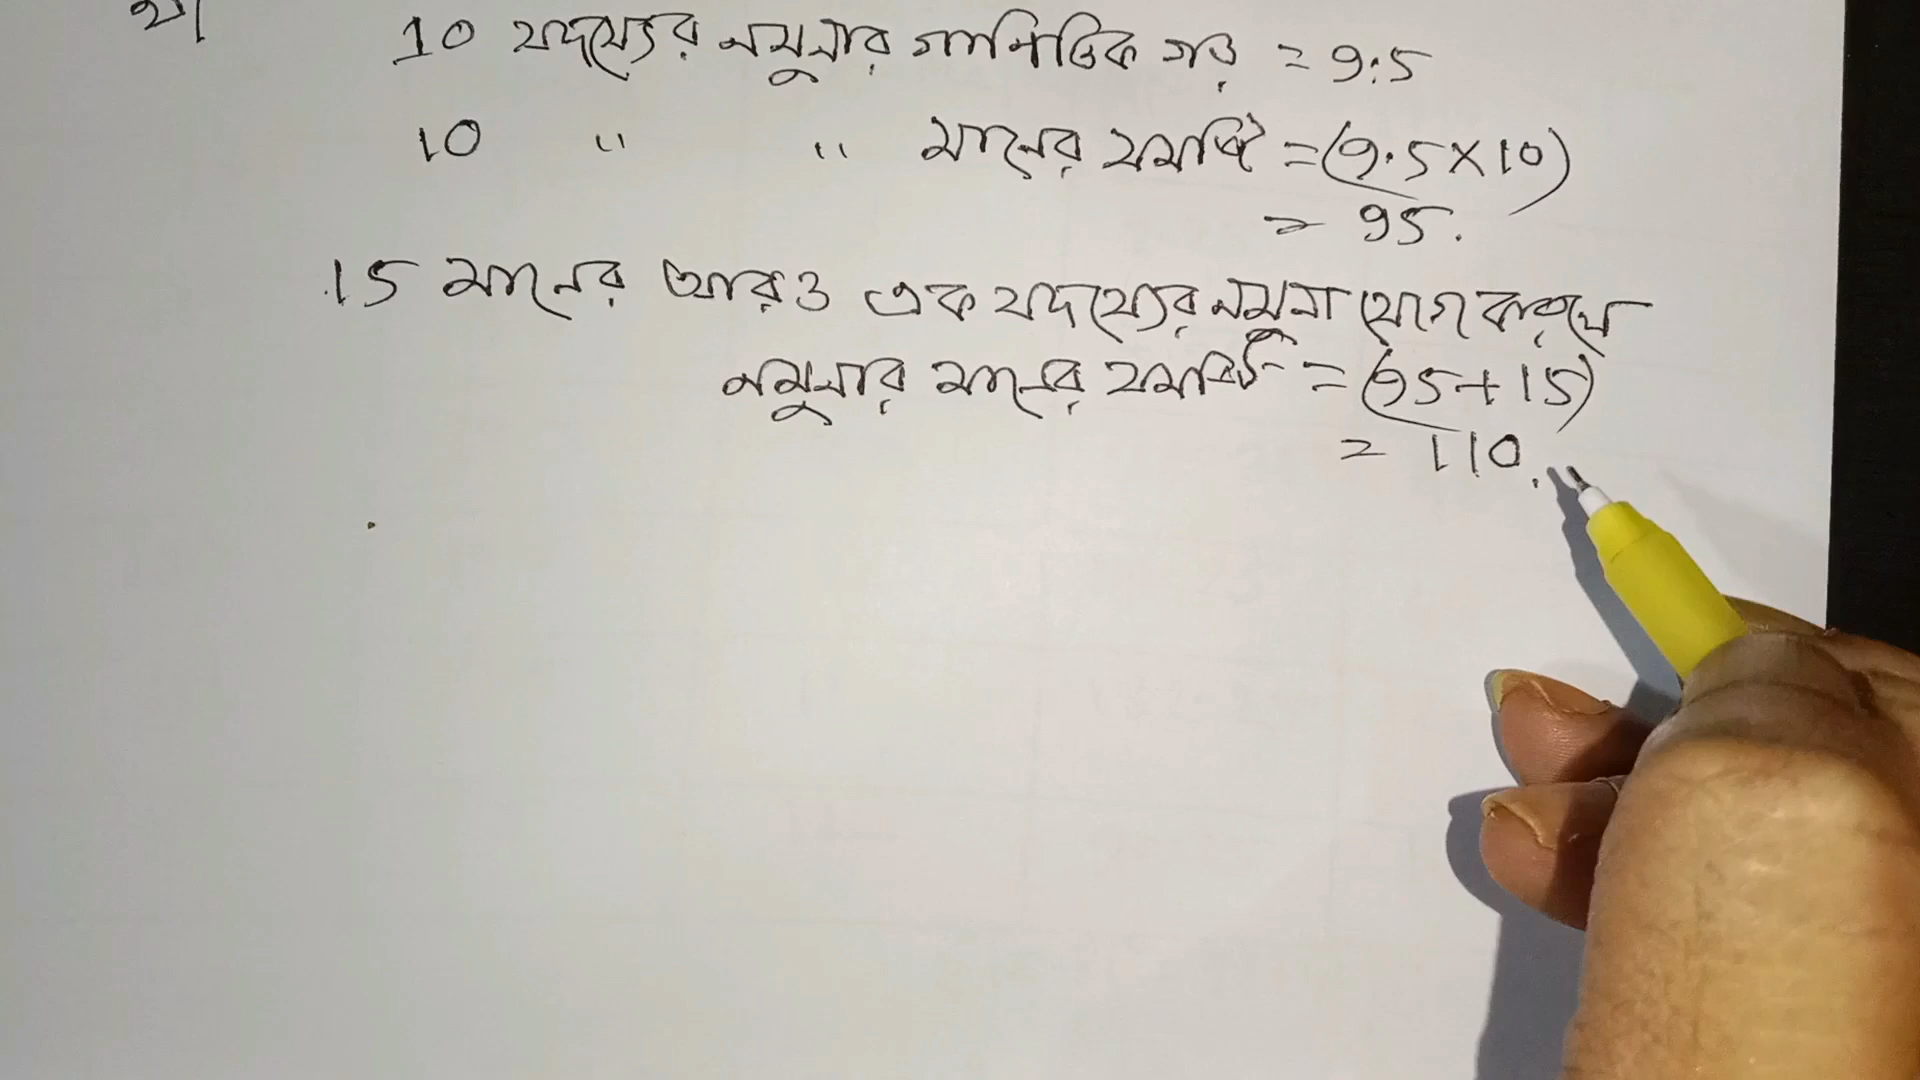 খ।
10 সদস্যের নমুনার গাণিতিক গড় = 9.5
10 " " মানের সমষ্টি = (9.5×10)
= 95.
15 মানের আরও এক সদস্যের নমুনা যোগ করলে
নমুনার মানের সমষ্টি = (95+15)
= 110.